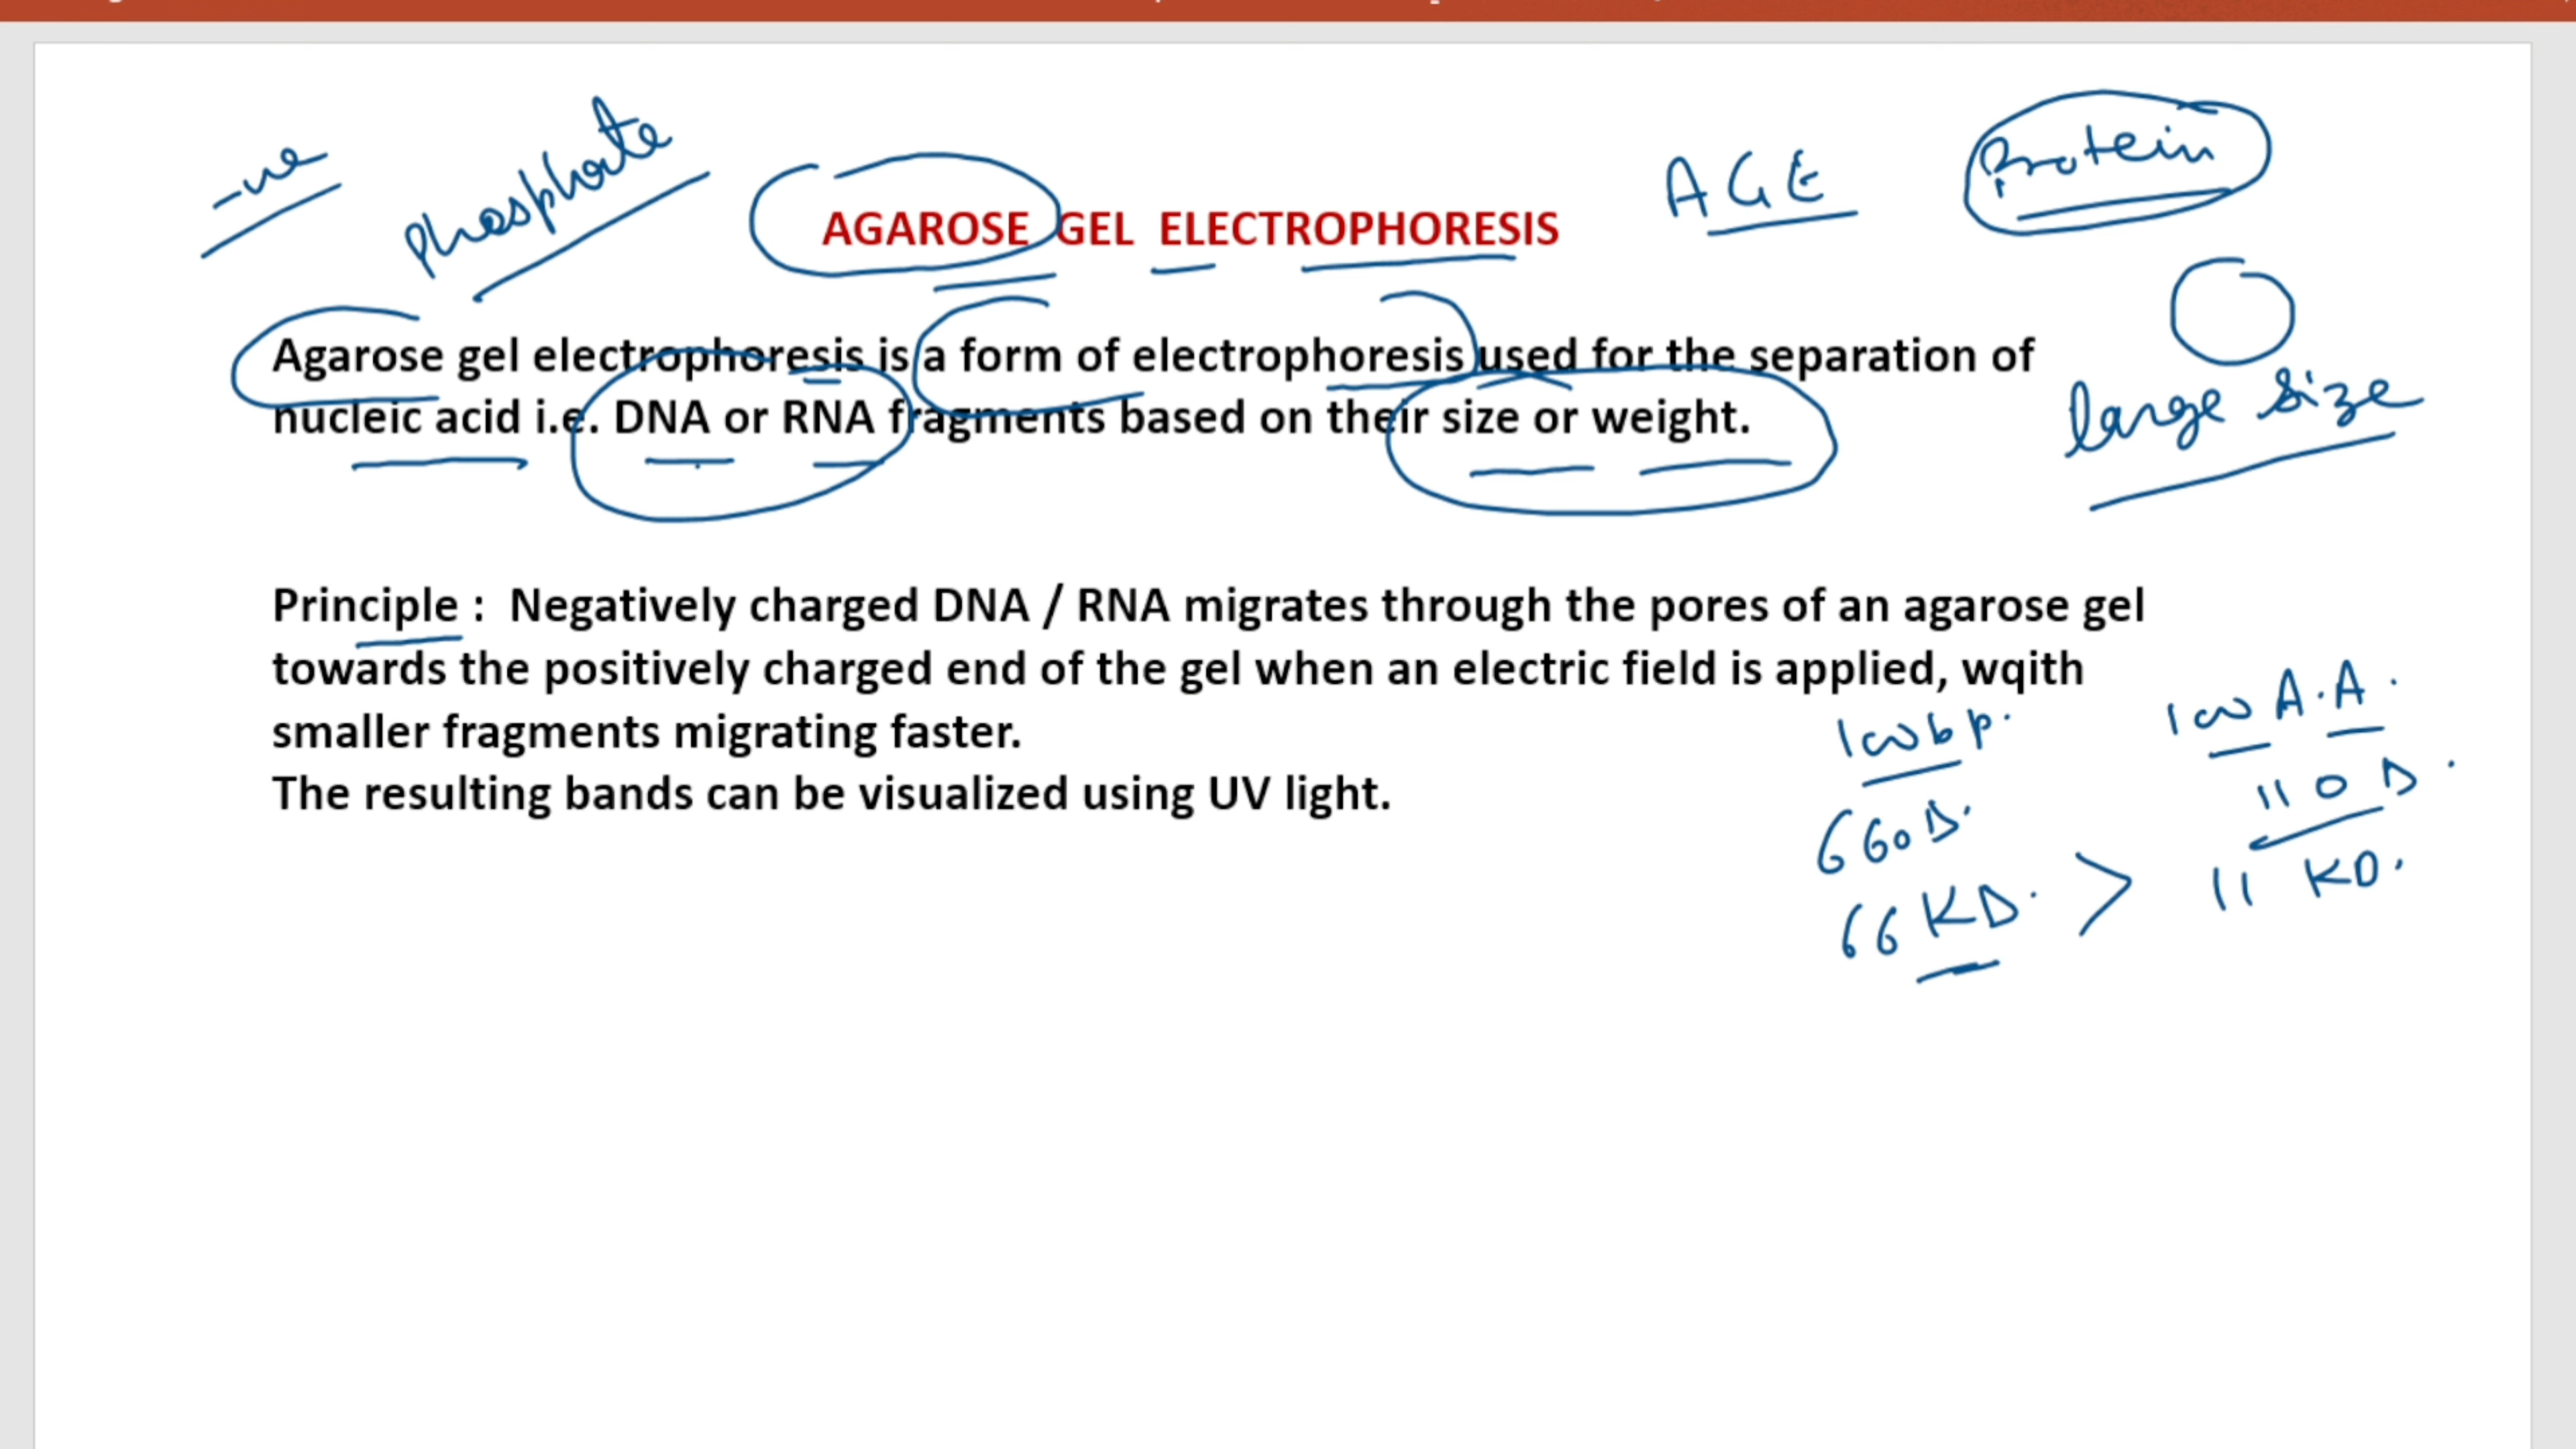 -ve
phosphate
AGE
Protein
AGAROSE GEL ELECTROPHORESIS
Agarose gel electrophoresis is a form of electrophoresis used for the separation of
nucleic acid i.e. DNA or RNA fragments based on their size or weight.
large size
Principle : Negatively charged DNA / RNA migrates through the pores of an agarose gel
towards the positively charged end of the gel when an electric field is applied, wqith
smaller fragments migrating faster.
The resulting bands can be visualized using UV light.
100 bp.
100 A.A.
660 D.
110 D.
66 KD. > 11 KD.